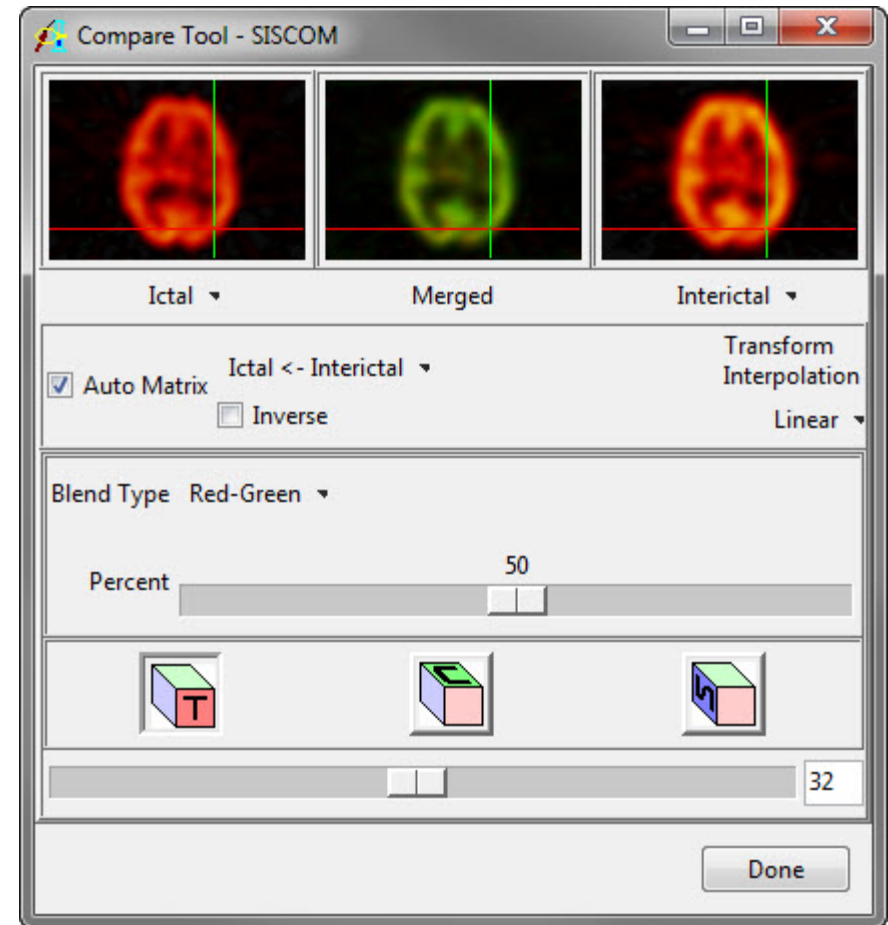 Compare Tool - SISCOM
Ictal
Merged
Interictal
Auto Matrix
Ictal <- Interictal
Inverse
Transform
Interpolation
Linear
Blend Type Red-Green
50
Percent
T
C
S
32
Done